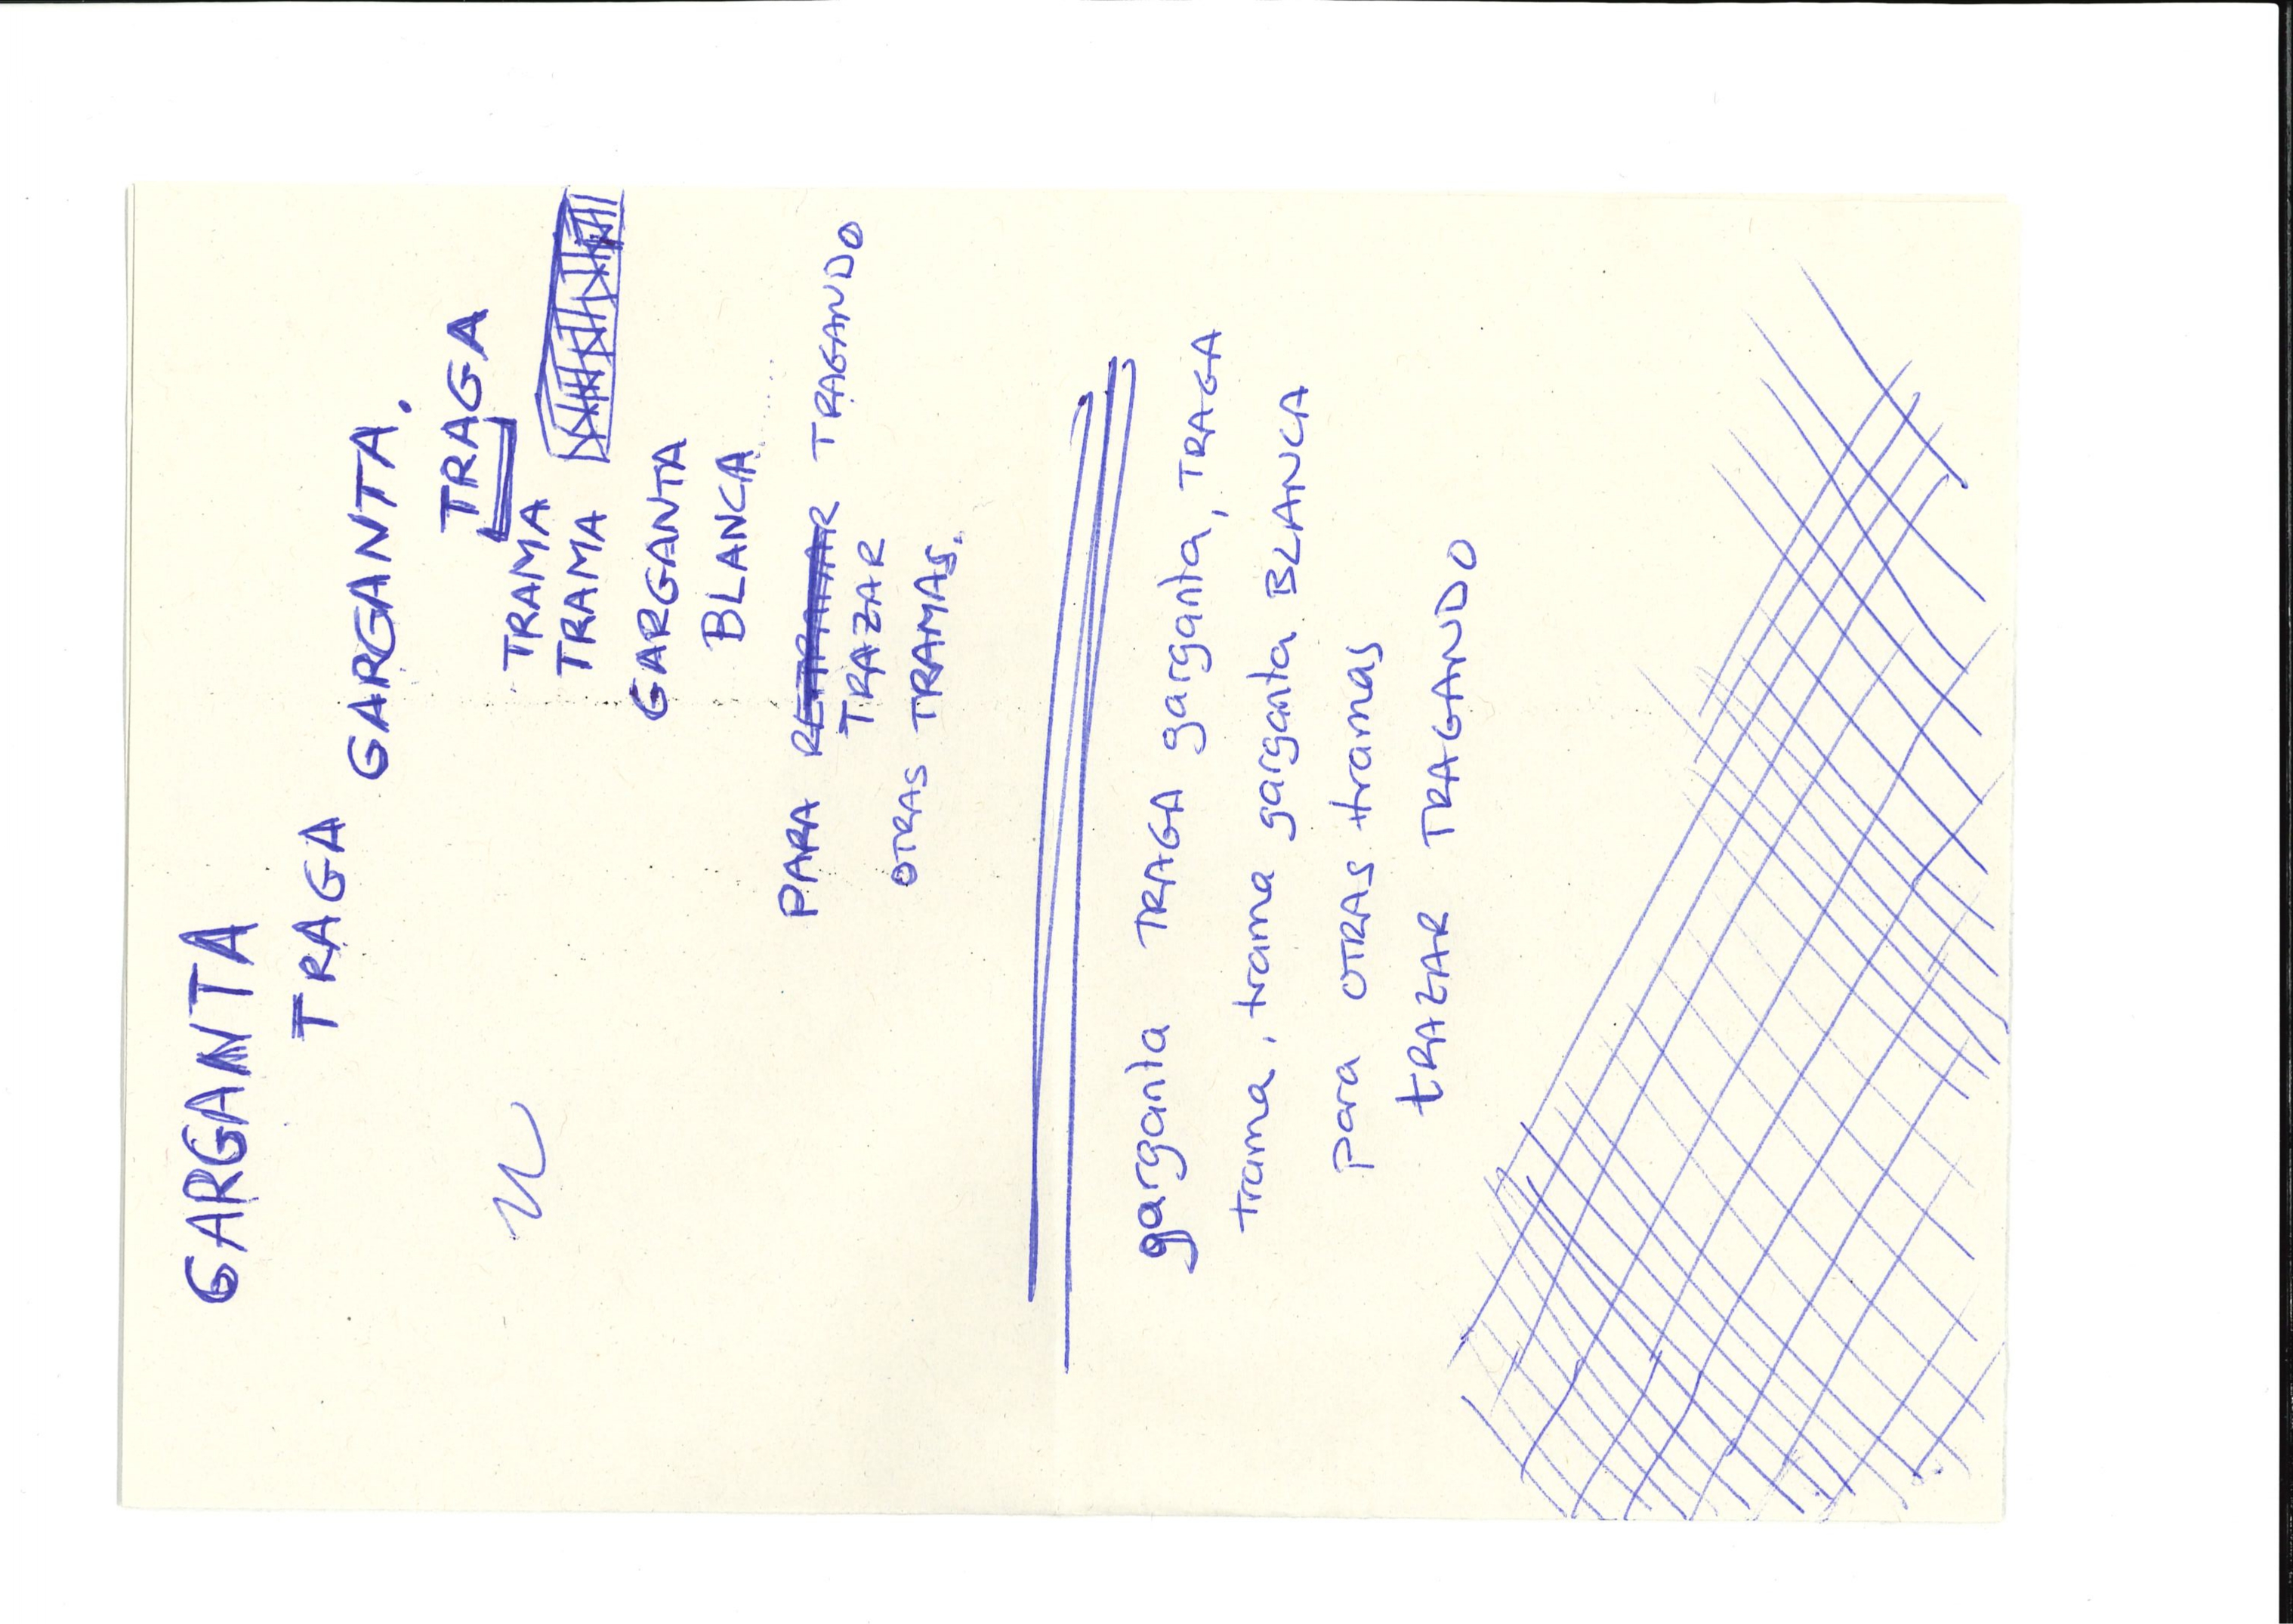 GARGANTA
TRAGA
GARGANTA.
TRAGA
TRAMA
TRAMA
GARGANTA
BLANCA......
PARA TRAGANDO
TRAZAR
OTRAS TRAMAS.
garganta TRAGA garganta, TRAGA
trama, trama garganta BLANCA
para OTRAS tramas
tRAZAR TRAGANDO